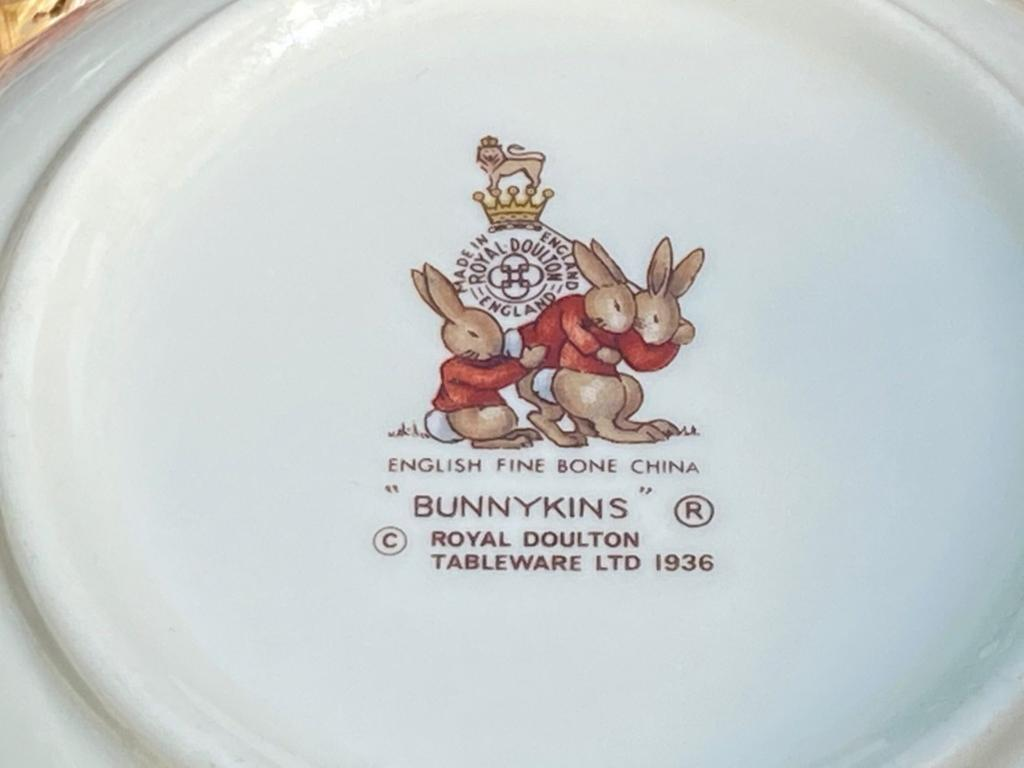 MADE IN ENGLAND
ROYAL DOULTON
ENGLAND
ENGLISH FINE BONE CHINA
"BUNNYKINS" ®
© ROYAL DOULTON
TABLEWARE LTD 1936